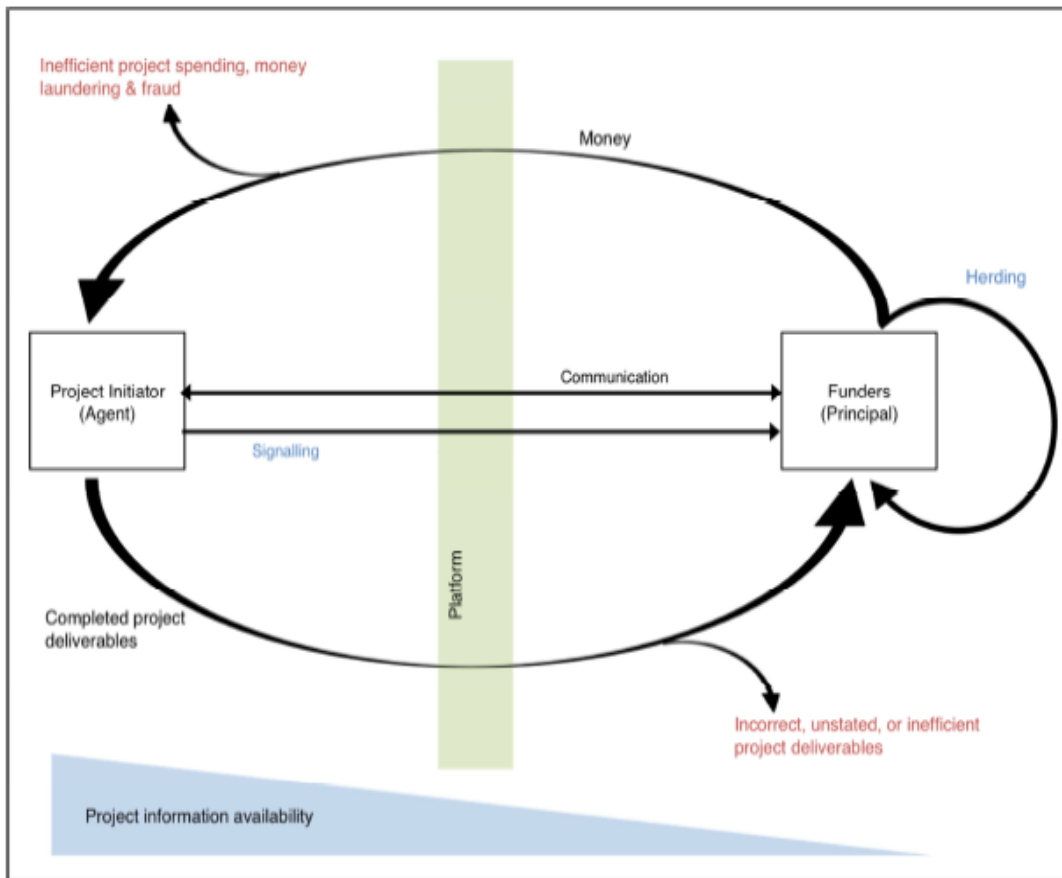 Inefficient project spending, money
laundering & fraud
Money
Herding
Project Initiator
(Agent)
Communication
Funders
(Principal)
Signalling
Platform
Completed project
deliverables
Incorrect, unstated, or inefficient
project deliverables
Project information availability